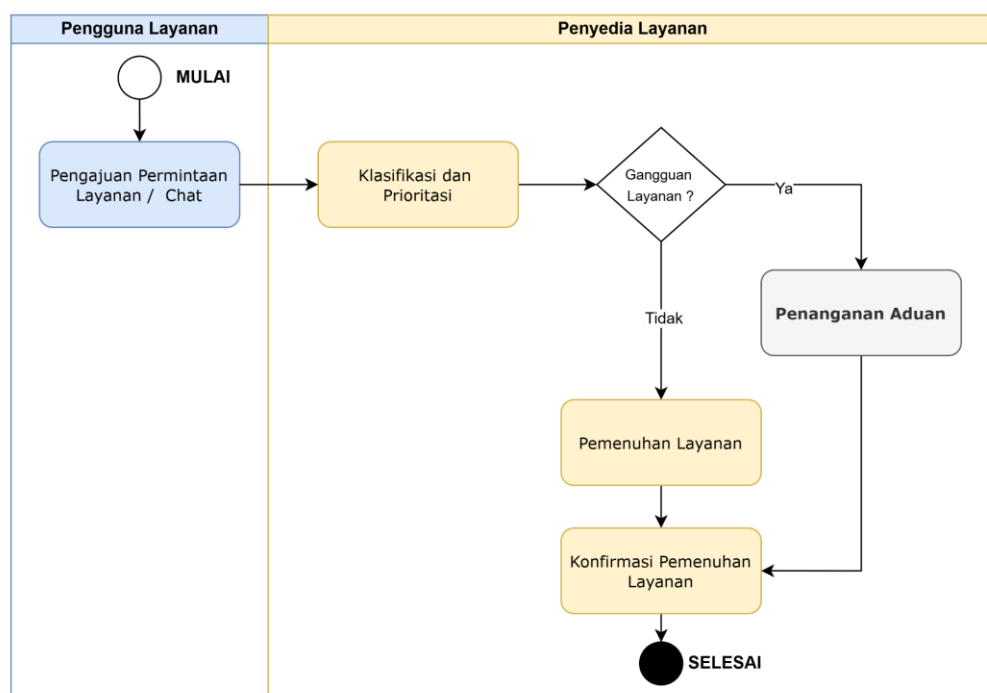 Pengguna Layanan
Penyedia Layanan
MULAI
Pengajuan Permintaan
Layanan / Chat
Klasifikasi dan
Prioritasi
Gangguan
Layanan ?
Ya
Tidak
Penanganan Aduan
Pemenuhan Layanan
Konfirmasi Pemenuhan
Layanan
SELESAI